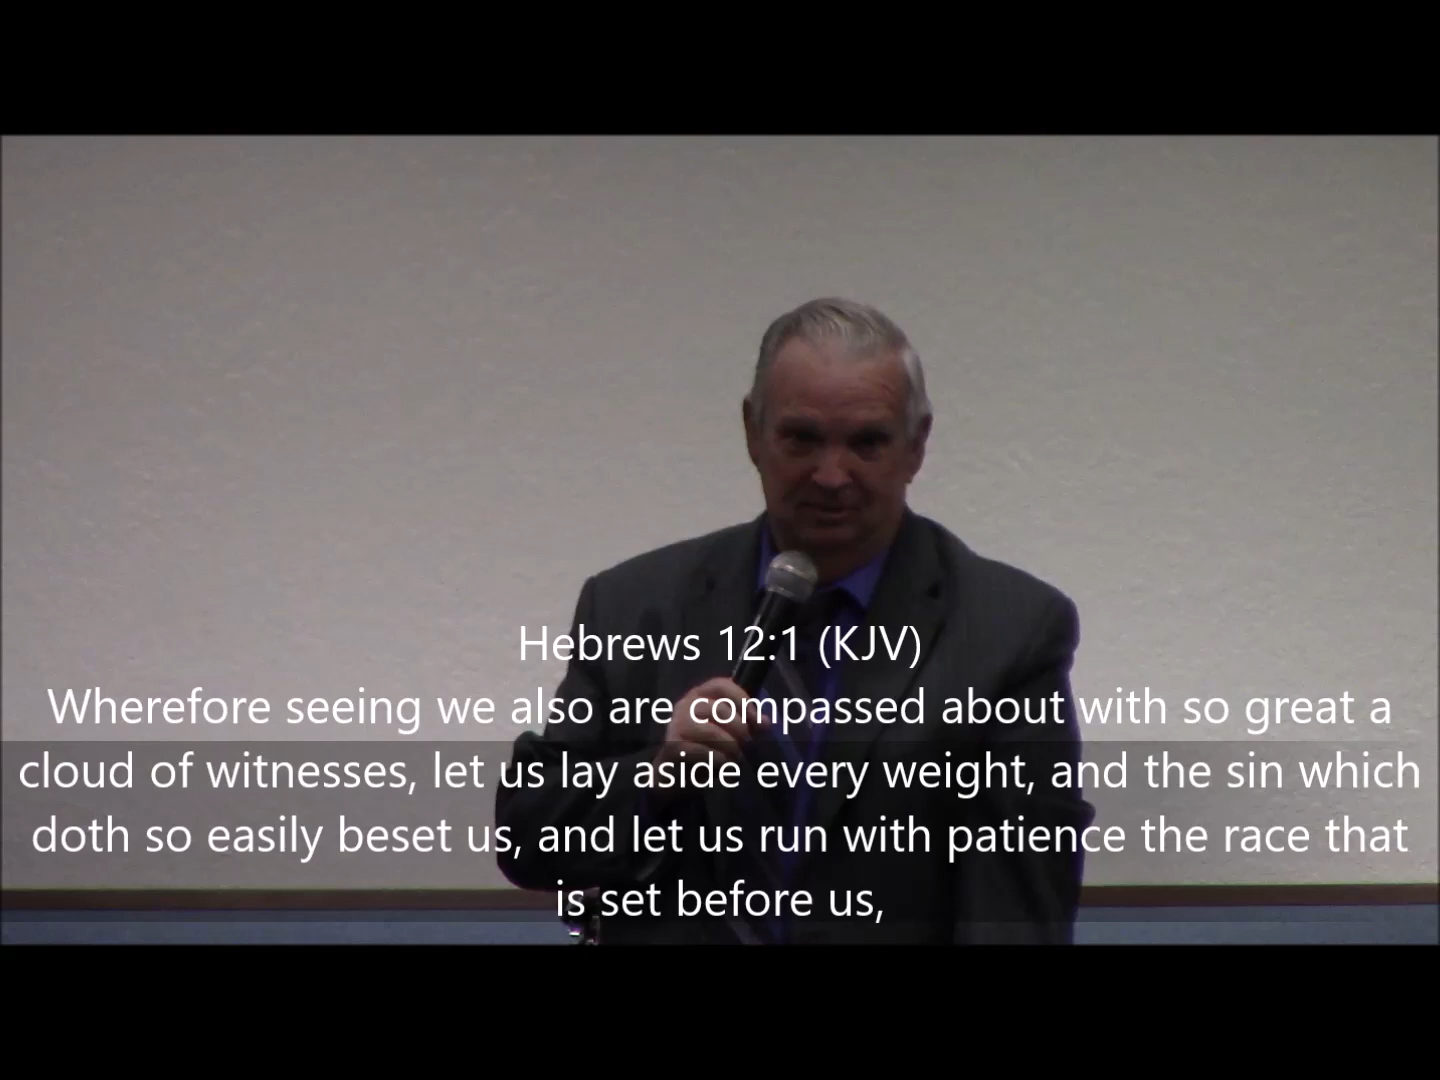 Hebrews 12:1 (KJV)
Wherefore seeing we also are compassed about with so great a
cloud of witnesses, let us lay aside every weight, and the sin which
doth so easily beset us, and let us run with patience the race that
is set before us,